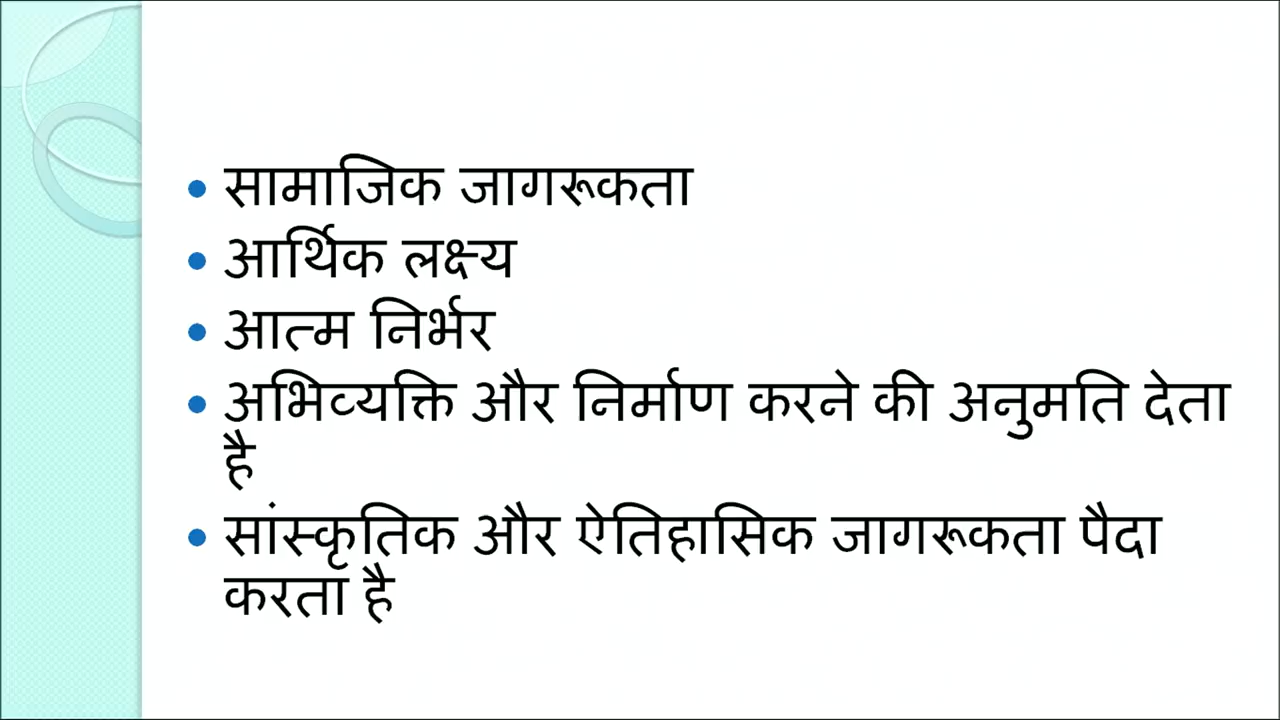 • सामाजिक जागरूकता
• आर्थिक लक्ष्य
• आत्म निर्भर
• अभिव्यक्ति और निर्माण करने की अनुमति देता
है
• सांस्कृतिक और ऐतिहासिक जागरूकता पैदा
करता है